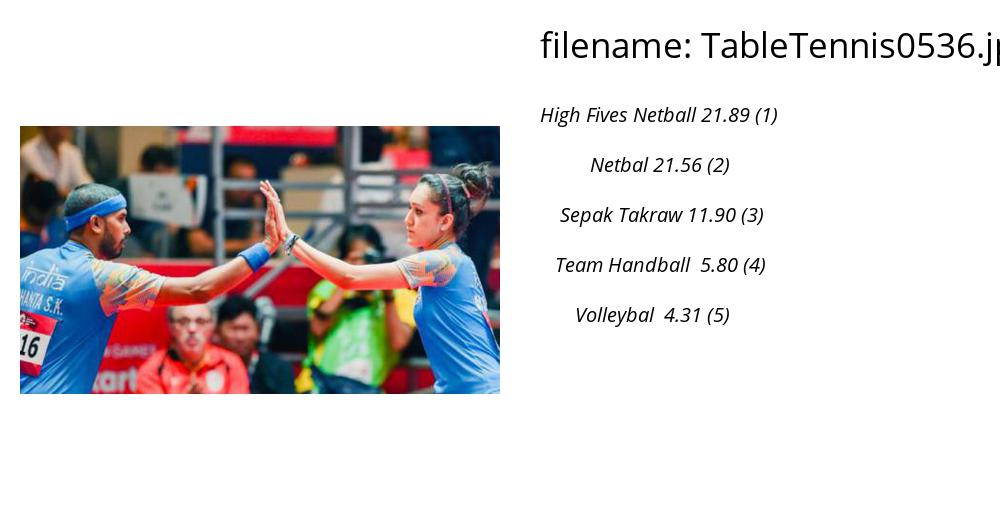 filename: TableTennis0536.jp
High Fives Netball 21.89 (1)
Netbal 21.56 (2)
Sepak Takraw 11.90 (3)
Team Handball 5.80 (4)
Volleybal 4.31 (5)
india
HANTA S.K.
16
GAMES
kart